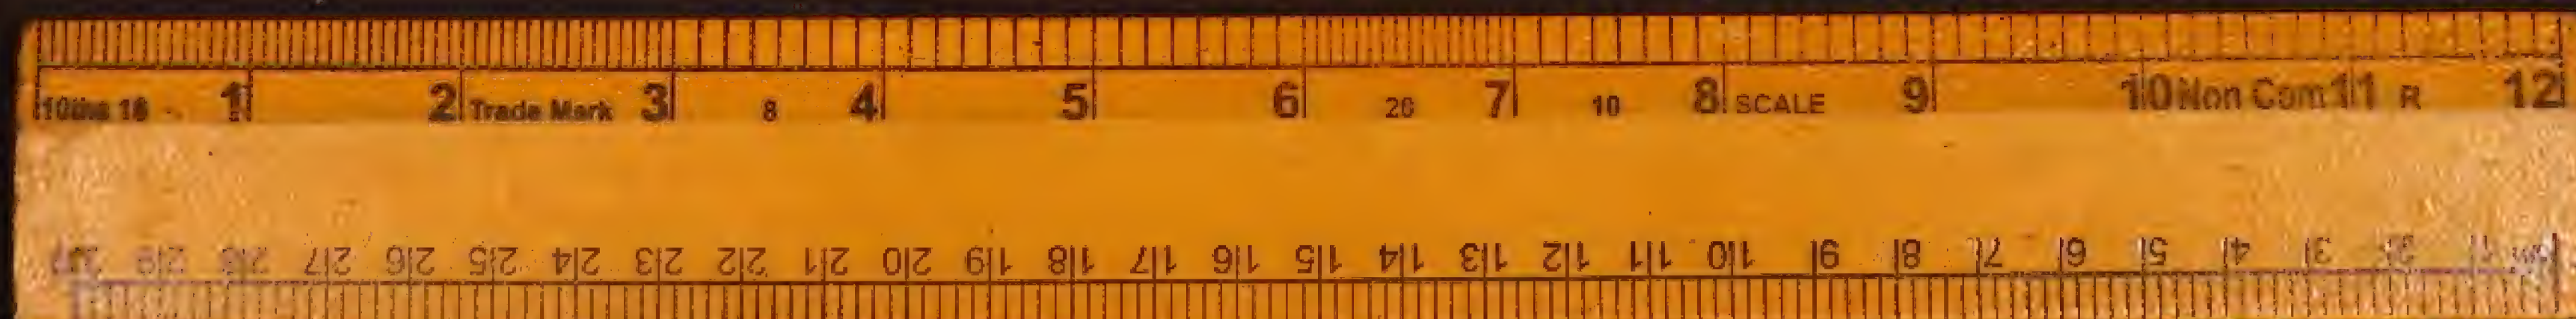 10ths 16 1 2 Trade Mark 3 8 4 5 6 20 7 10 8 SCALE 9 10 Non Com 11 R 12
cm 1 2 3 4 5 6 7 8 9 10 11 12 13 14 15 16 17 18 19 20 21 22 23 24 25 26 27 28 29 30